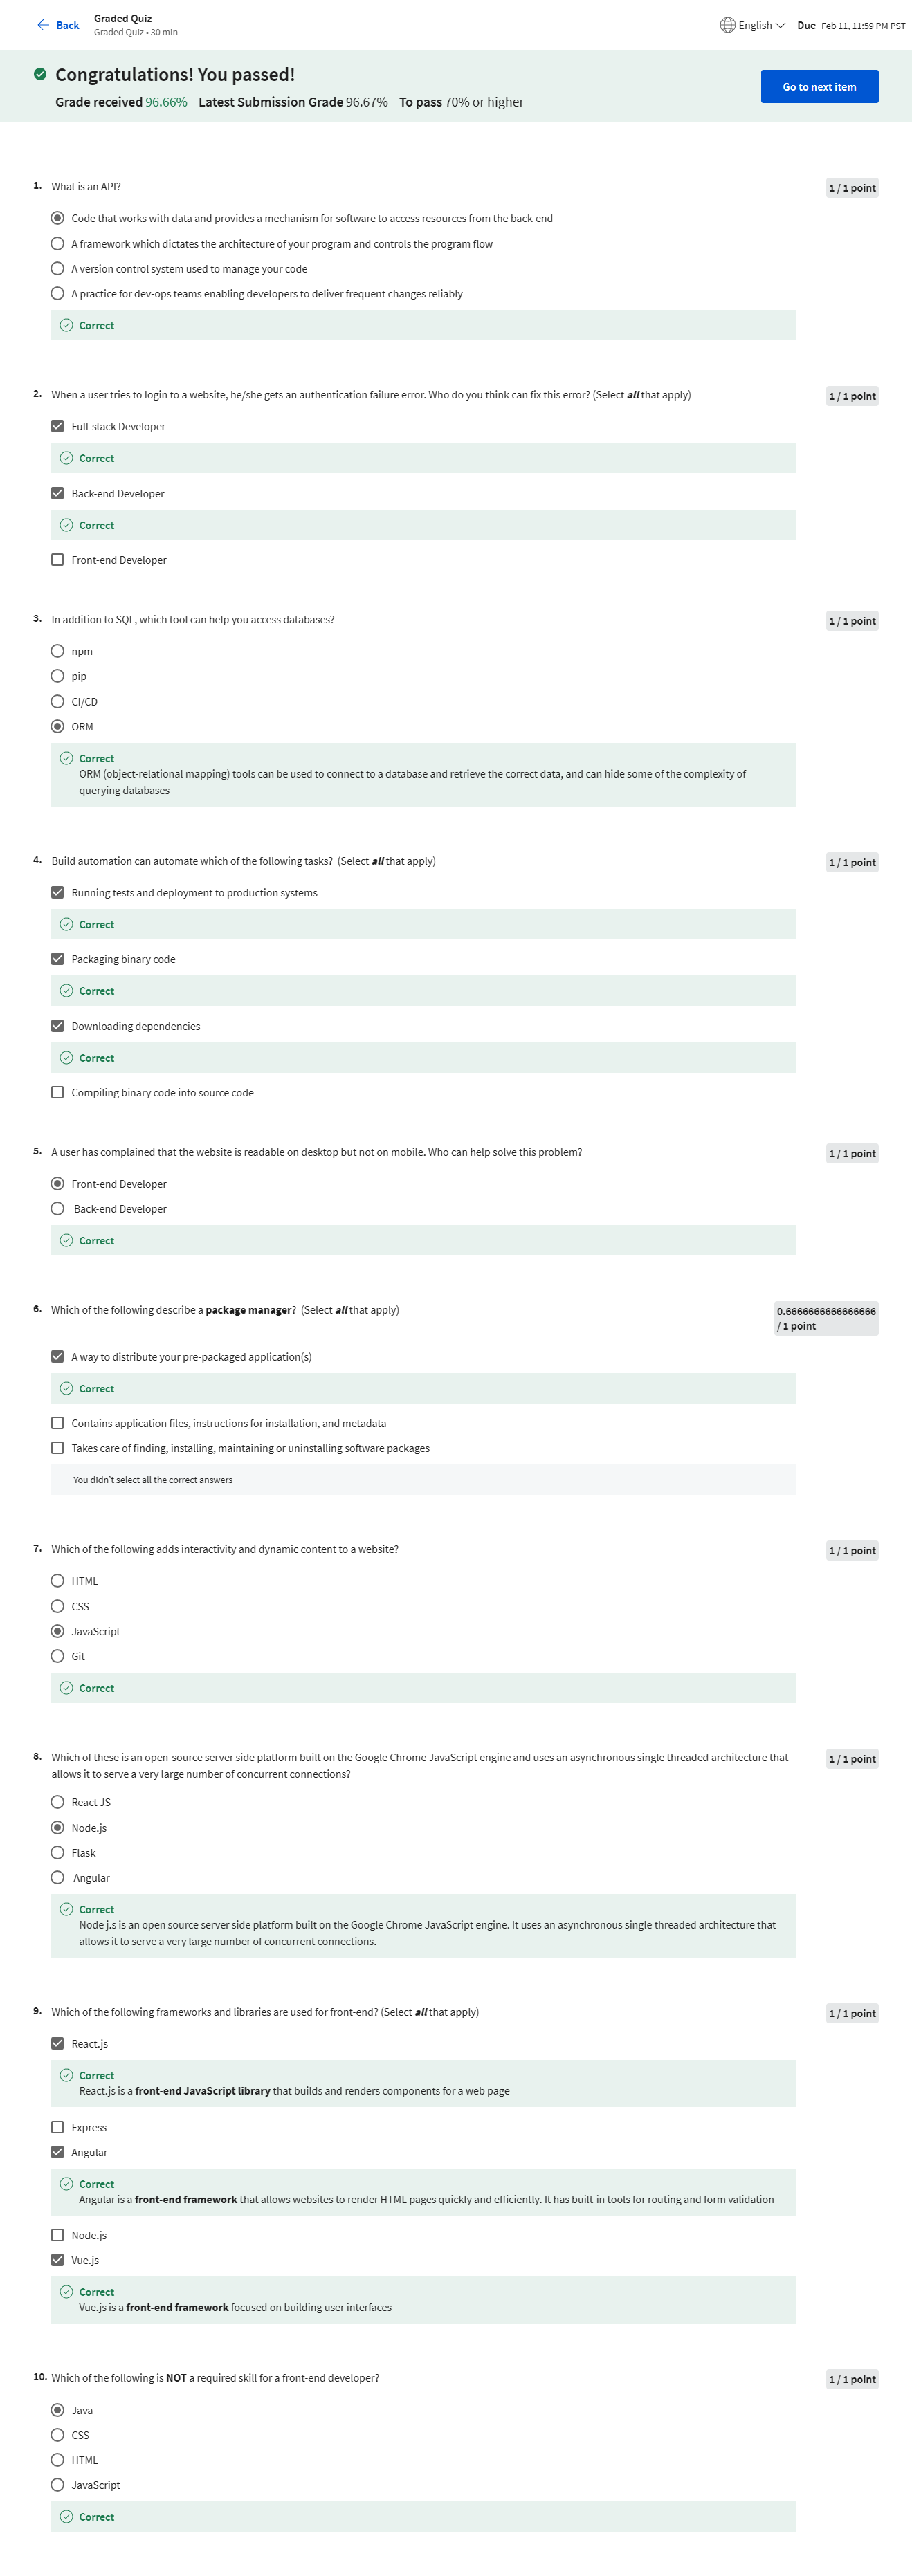 Back
Graded Quiz
Graded Quiz • 30 min
English
Due Feb 11, 11:59 PM PST
Congratulations! You passed!
Grade received 96.66% Latest Submission Grade 96.67% To pass 70% or higher
Go to next item
1. What is an API?
1 / 1 point
Code that works with data and provides a mechanism for software to access resources from the back-end
A framework which dictates the architecture of your program and controls the program flow
A version control system used to manage your code
A practice for dev-ops teams enabling developers to deliver frequent changes reliably
Correct
2. When a user tries to login to a website, he/she gets an authentication failure error. Who do you think can fix this error? (Select all that apply)
1 / 1 point
Full-stack Developer
Correct
Back-end Developer
Correct
Front-end Developer
3. In addition to SQL, which tool can help you access databases?
1 / 1 point
npm
pip
CI/CD
ORM
Correct
ORM (object-relational mapping) tools can be used to connect to a database and retrieve the correct data, and can hide some of the complexity of
querying databases
4. Build automation can automate which of the following tasks? (Select all that apply)
1 / 1 point
Running tests and deployment to production systems
Correct
Packaging binary code
Correct
Downloading dependencies
Correct
Compiling binary code into source code
5. A user has complained that the website is readable on desktop but not on mobile. Who can help solve this problem?
1 / 1 point
Front-end Developer
Back-end Developer
Correct
6. Which of the following describe a package manager? (Select all that apply)
0.6666666666666666
/ 1 point
A way to distribute your pre-packaged application(s)
Correct
Contains application files, instructions for installation, and metadata
Takes care of finding, installing, maintaining or uninstalling software packages
You didn't select all the correct answers
7. Which of the following adds interactivity and dynamic content to a website?
1 / 1 point
HTML
CSS
JavaScript
Git
Correct
8. Which of these is an open-source server side platform built on the Google Chrome JavaScript engine and uses an asynchronous single threaded architecture that
allows it to serve a very large number of concurrent connections?
1 / 1 point
React JS
Node.js
Flask
Angular
Correct
Node j.s is an open source server side platform built on the Google Chrome JavaScript engine. It uses an asynchronous single threaded architecture that
allows it to serve a very large number of concurrent connections.
9. Which of the following frameworks and libraries are used for front-end? (Select all that apply)
1 / 1 point
React.js
Correct
React.js is a front-end JavaScript library that builds and renders components for a web page
Express
Angular
Correct
Angular is a front-end framework that allows websites to render HTML pages quickly and efficiently. It has built-in tools for routing and form validation
Node.js
Vue.js
Correct
Vue.js is a front-end framework focused on building user interfaces
10. Which of the following is NOT a required skill for a front-end developer?
1 / 1 point
Java
CSS
HTML
JavaScript
Correct